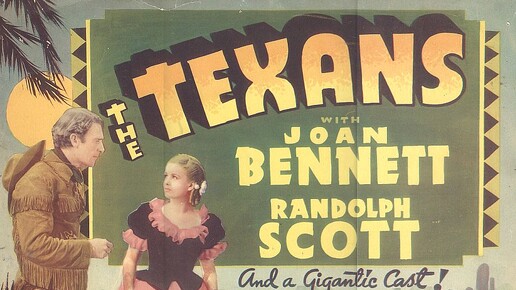 THE TEXANS
WITH
JOAN
BENNETT
RANDOLPH
SCOTT
And a Gigantic Cast!